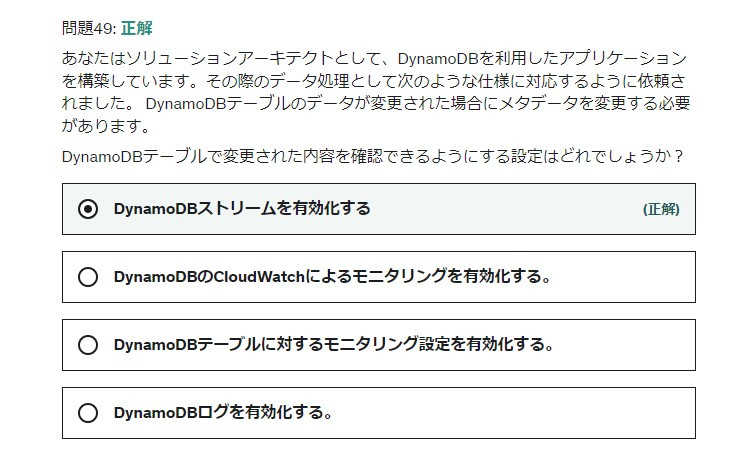 問題49: 正解
あなたはソリューションアーキテクトとして、DynamoDBを利用したアプリケーション
を構築しています。その際のデータ処理として次のような仕様に対応するように依頼さ
れました。 DynamoDBテーブルのデータが変更された場合にメタデータを変更する必要
があります。
DynamoDBテーブルで変更された内容を確認できるようにする設定はどれでしょうか？
DynamoDBストリームを有効化する (正解)
DynamoDBのCloudWatchによるモニタリングを有効化する。
DynamoDBテーブルに対するモニタリング設定を有効化する。
DynamoDBログを有効化する。